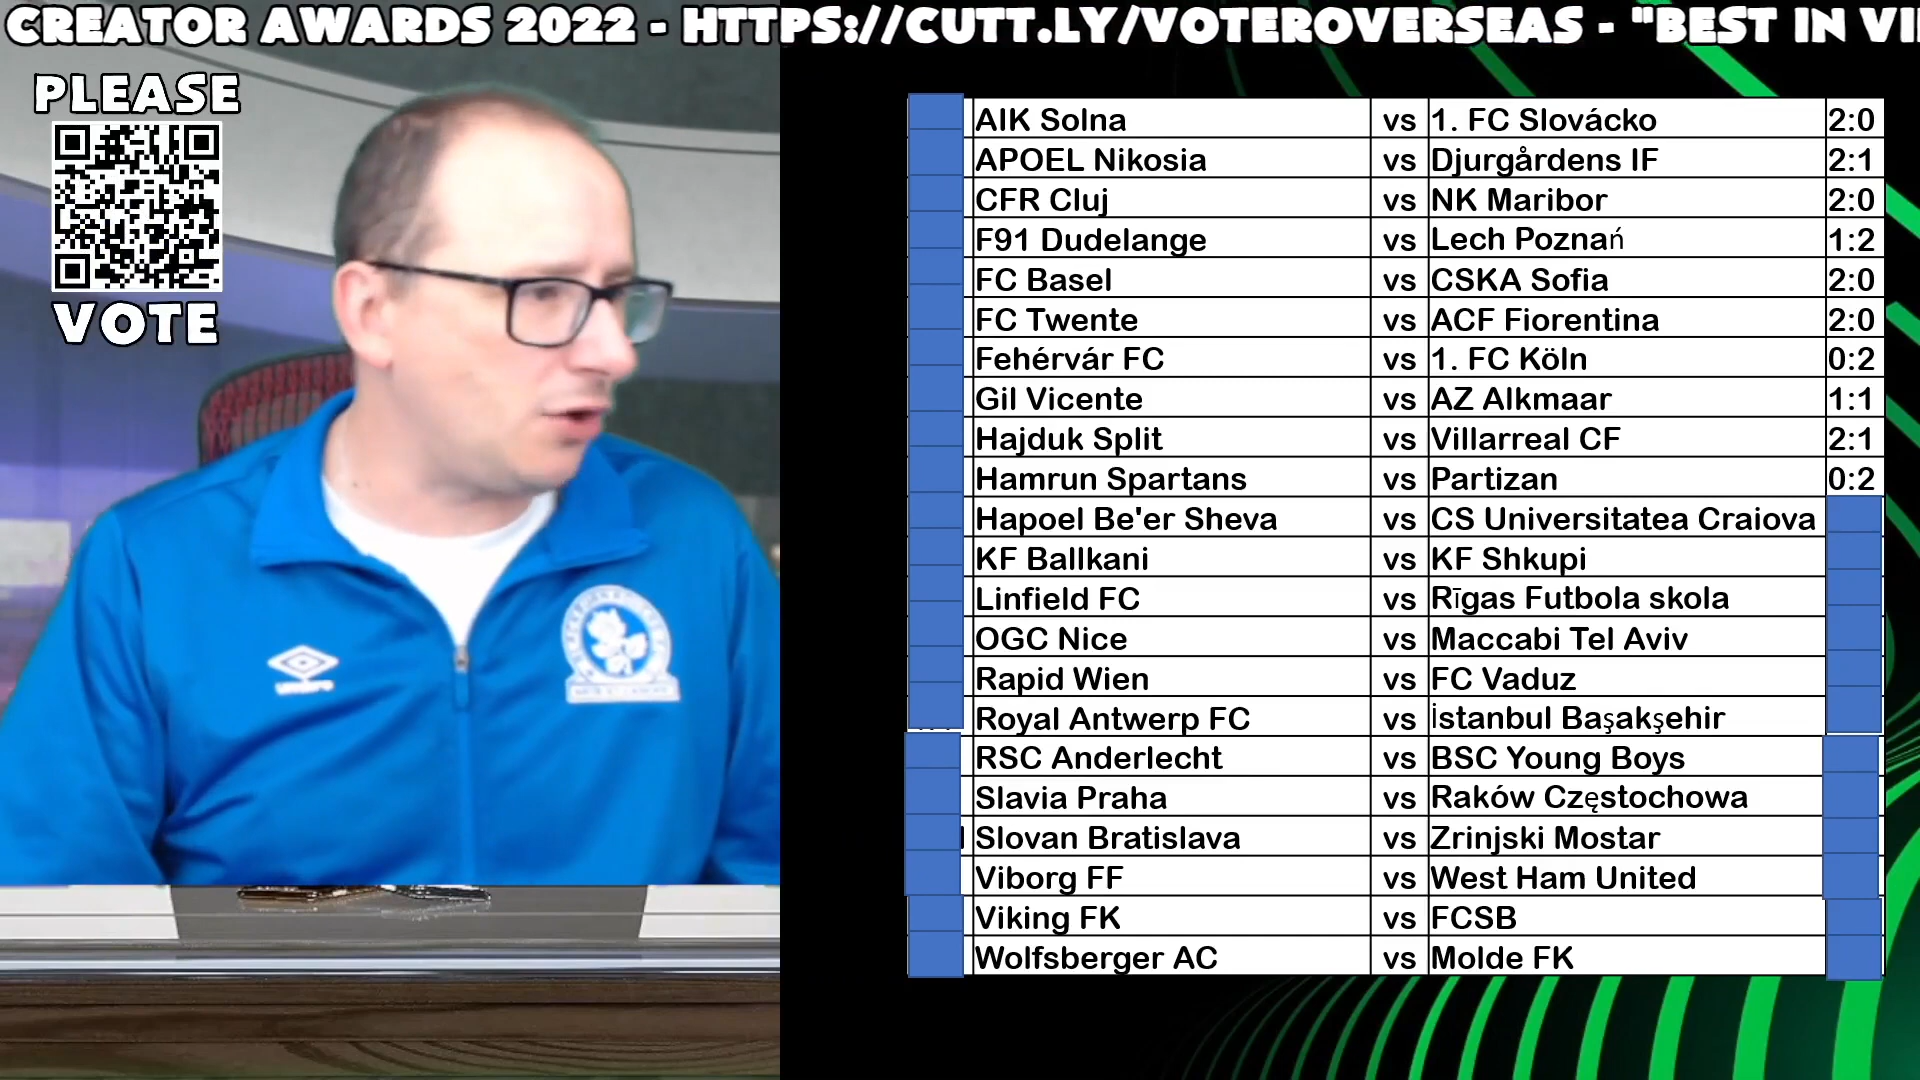 CREATOR AWARDS 2022 - HTTPS://CUTT.LY/VOTEROVERSEAS - "BEST IN
PLEASE
VOTE
umbro
AIK Solna vs 1. FC Slovácko 2:0
APOEL Nikosia vs Djurgårdens IF 2:1
CFR Cluj vs NK Maribor 2:0
F91 Dudelange vs Lech Poznań 1:2
FC Basel vs CSKA Sofia 2:0
FC Twente vs ACF Fiorentina 2:0
Fehérvár FC vs 1. FC Köln 0:2
Gil Vicente vs AZ Alkmaar 1:1
Hajduk Split vs Villarreal CF 2:1
Hamrun Spartans vs Partizan 0:2
Hapoel Be'er Sheva vs CS Universitatea Craiova
KF Ballkani vs KF Shkupi
Linfield FC vs Rīgas Futbola skola
OGC Nice vs Maccabi Tel Aviv
Rapid Wien vs FC Vaduz
Royal Antwerp FC vs İstanbul Başakşehir
RSC Anderlecht vs BSC Young Boys
Slavia Praha vs Raków Częstochowa
Slovan Bratislava vs Zrinjski Mostar
Viborg FF vs West Ham United
Viking FK vs FCSB
Wolfsberger AC vs Molde FK